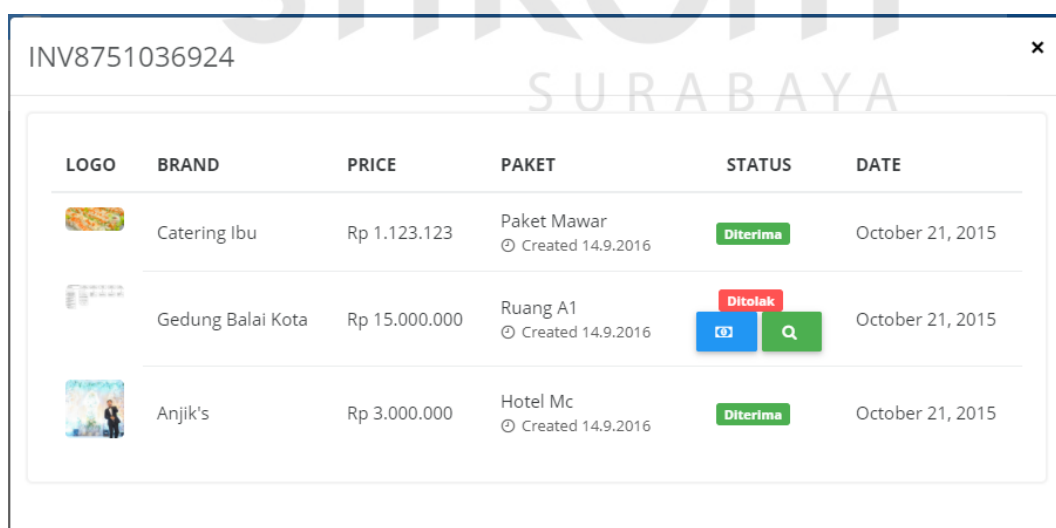 INV8751036924
×
SURABAYA
LOGO BRAND PRICE PAKET STATUS DATE
Catering Ibu Rp 1.123.123 Paket Mawar Diterima October 21, 2015
Created 14.9.2016
Gedung Balai Kota Rp 15.000.000 Ruang A1 Ditolak October 21, 2015
Created 14.9.2016
Anjik's Rp 3.000.000 Hotel Mc Diterima October 21, 2015
Created 14.9.2016